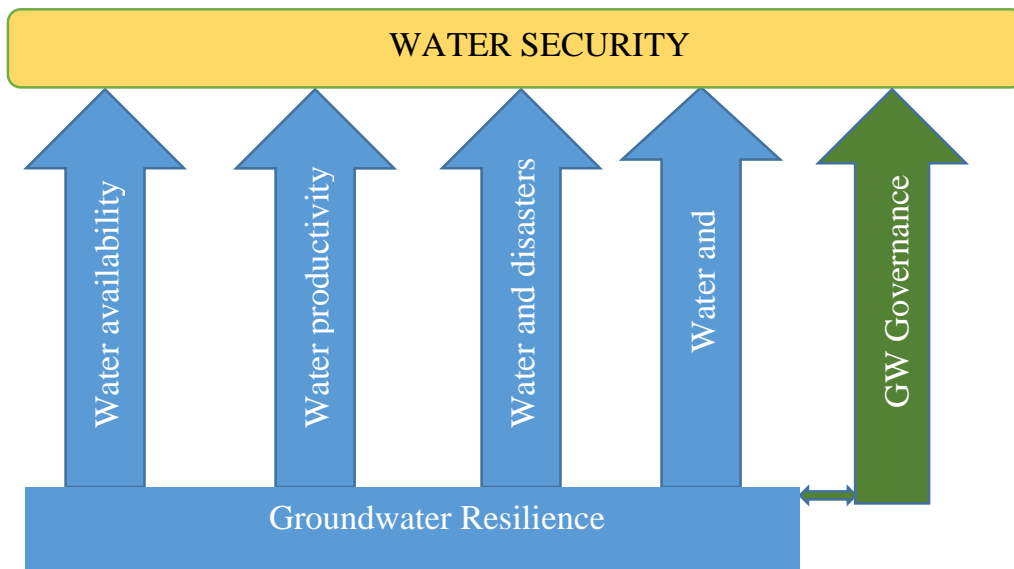 WATER SECURITY
Water availability
Water productivity
Water and disasters
Water and
GW Governance
Groundwater Resilience